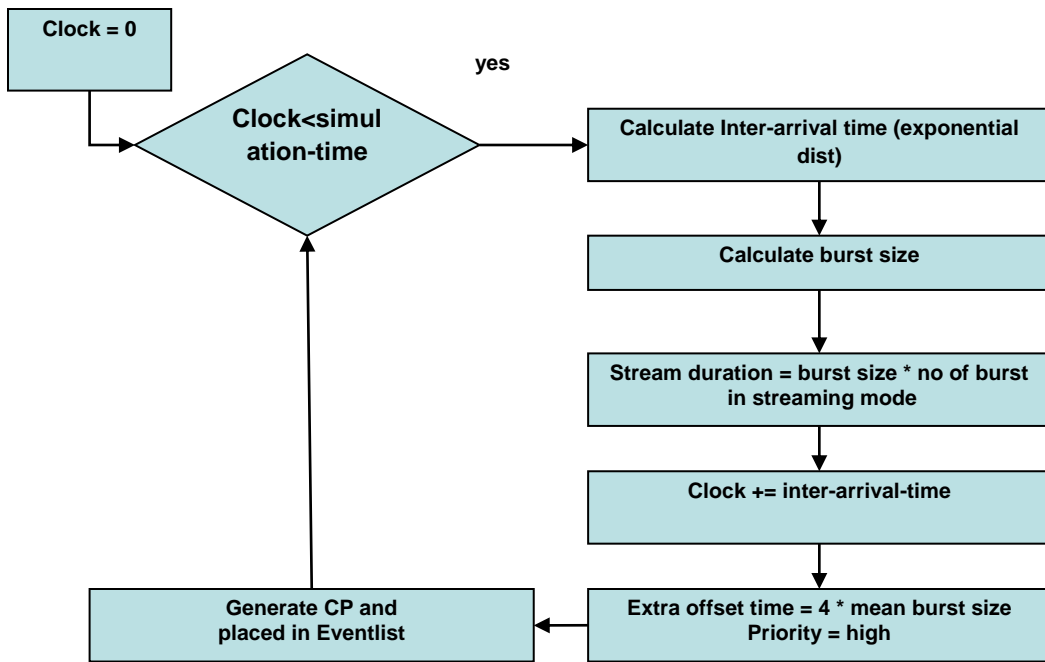 Clock = 0
yes
Clock<simul
ation-time
Calculate Inter-arrival time (exponential
dist)
Calculate burst size
Stream duration = burst size * no of burst
in streaming mode
Clock += inter-arrival-time
Extra offset time = 4 * mean burst size
Priority = high
Generate CP and
placed in Eventlist